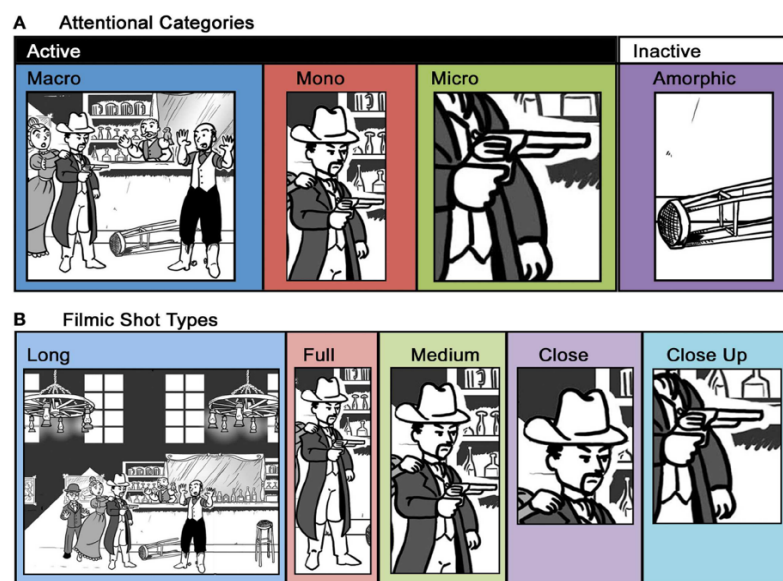 A Attentional Categories
Active Inactive
Macro Mono Micro Amorphic
B Filmic Shot Types
Long Full Medium Close Close Up